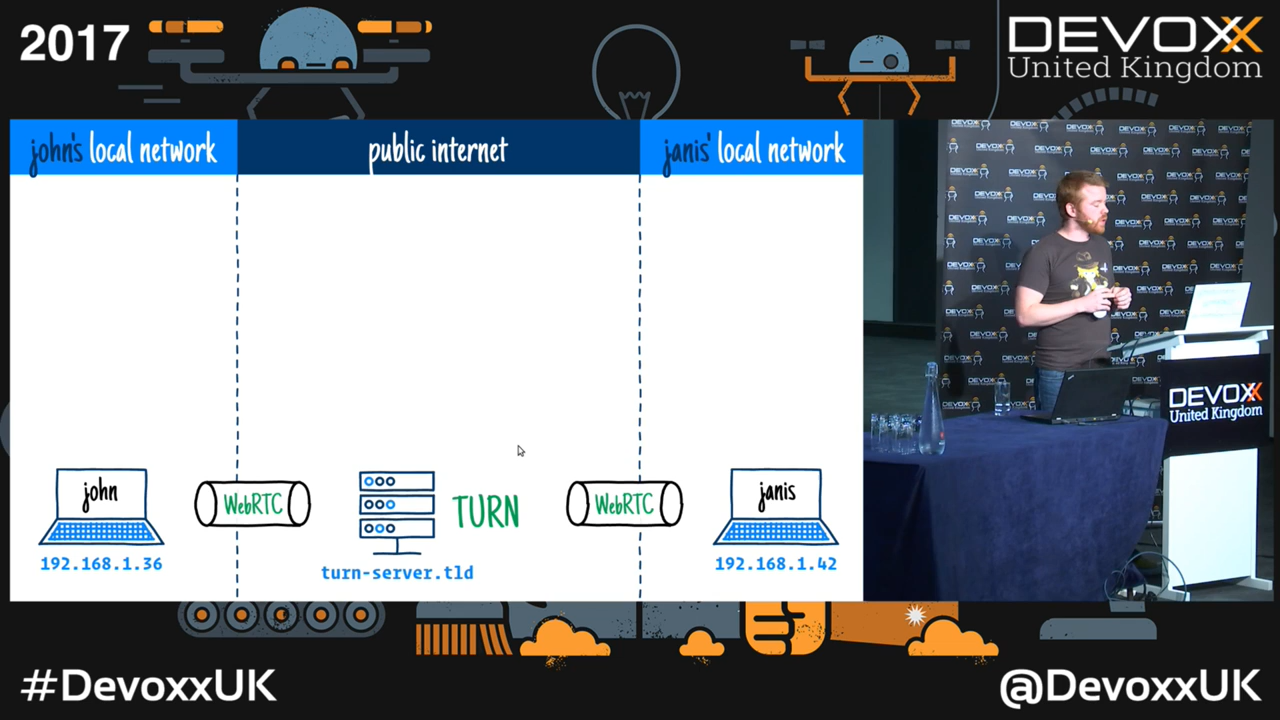 2017
DEVOXX
United Kingdom
john's local network
public internet
janis' local network
john
WebRTC
TURN
WebRTC
janis
192.168.1.36
turn-server.tld
192.168.1.42
DEVOXX
United Kingdom
#DevoxxUK
@DevoxxUK